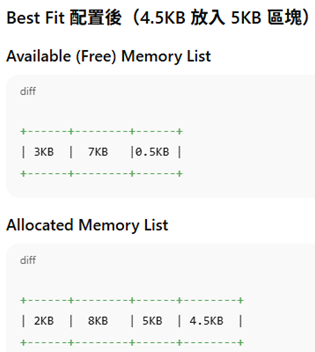 Best Fit 配置後（4.5KB 放入 5KB 區塊）
Available (Free) Memory List
diff
+------+--------+------+
| 3KB  |  7KB   |0.5KB |
+------+--------+------+
Allocated Memory List
diff
+------+--------+------+--------+
| 2KB  |  8KB   | 5KB  | 4.5KB  |
+------+--------+------+--------+